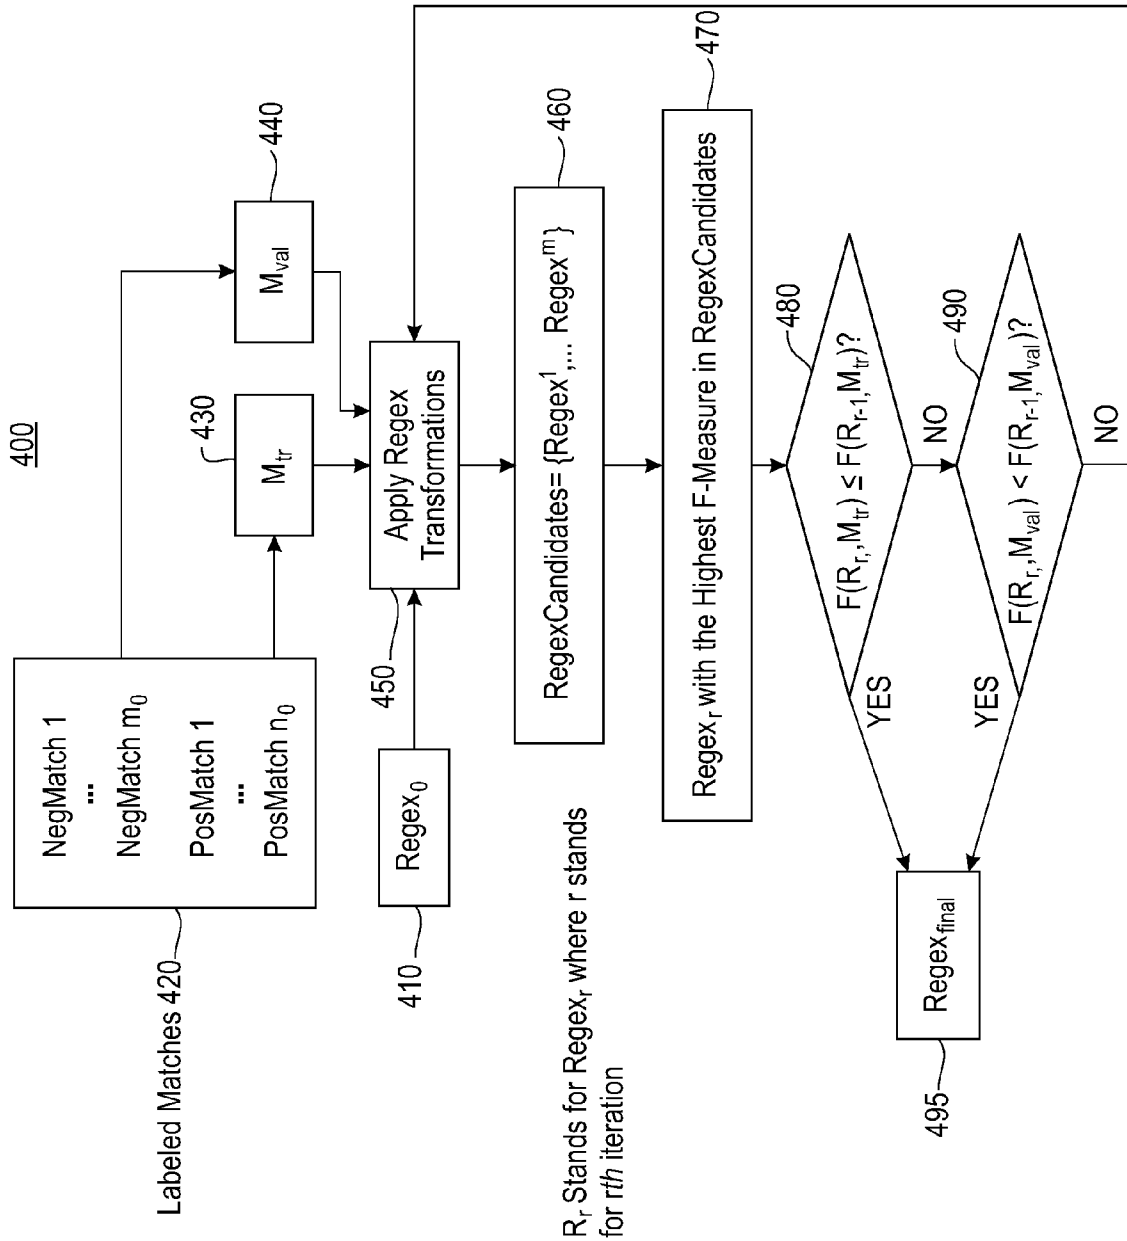 400
Labeled Matches 420
NegMatch 1
...
NegMatch m0
PosMatch 1
...
PosMatch n0
430
Mtr
440
Mval
410
Regex0
450
Apply Regex
Transformations
460
RegexCandidates= {Regex1,... Regexm}
Rr Stands for Regexr where r stands
for rth iteration
470
Regexr with the Highest F-Measure in RegexCandidates
480
F(Rr,,Mtr) ≤ F(Rr-1,Mtr)?
YES
NO
490
F(Rr,,Mval) < F(Rr-1,Mval)?
YES
NO
Regexfinal
495